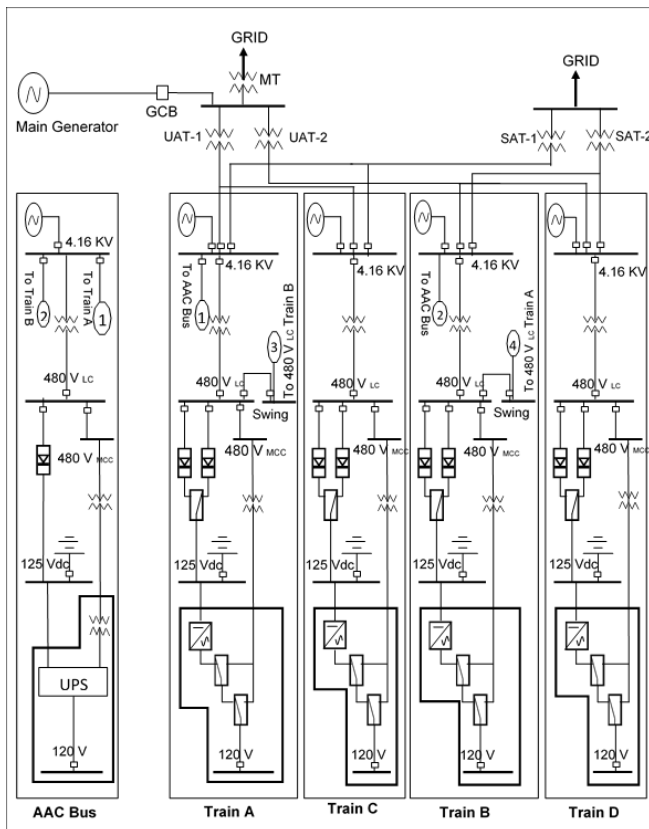 GRID
MT
GRID
GCB
Main Generator
UAT-1
UAT-2
SAT-1
SAT-2
4.16 KV
To Train B
2
To Train A
1
480 V LC
480 V MCC
125 Vdc
UPS
120 V
AAC Bus
4.16 KV
To AAC Bus
1
3
To 480 V LC Train B
480 V LC
Swing
480 V MCC
125 Vdc
120 V
Train A
4.16 KV
480 V LC
480 V MCC
125 Vdc
120 V
Train C
4.16 KV
To AAC Bus
2
4
To 480 V LC Train A
480 V LC
Swing
480 V MCC
125 Vdc
120 V
Train B
4.16 KV
480 V LC
480 V MCC
125 Vdc
120 V
Train D